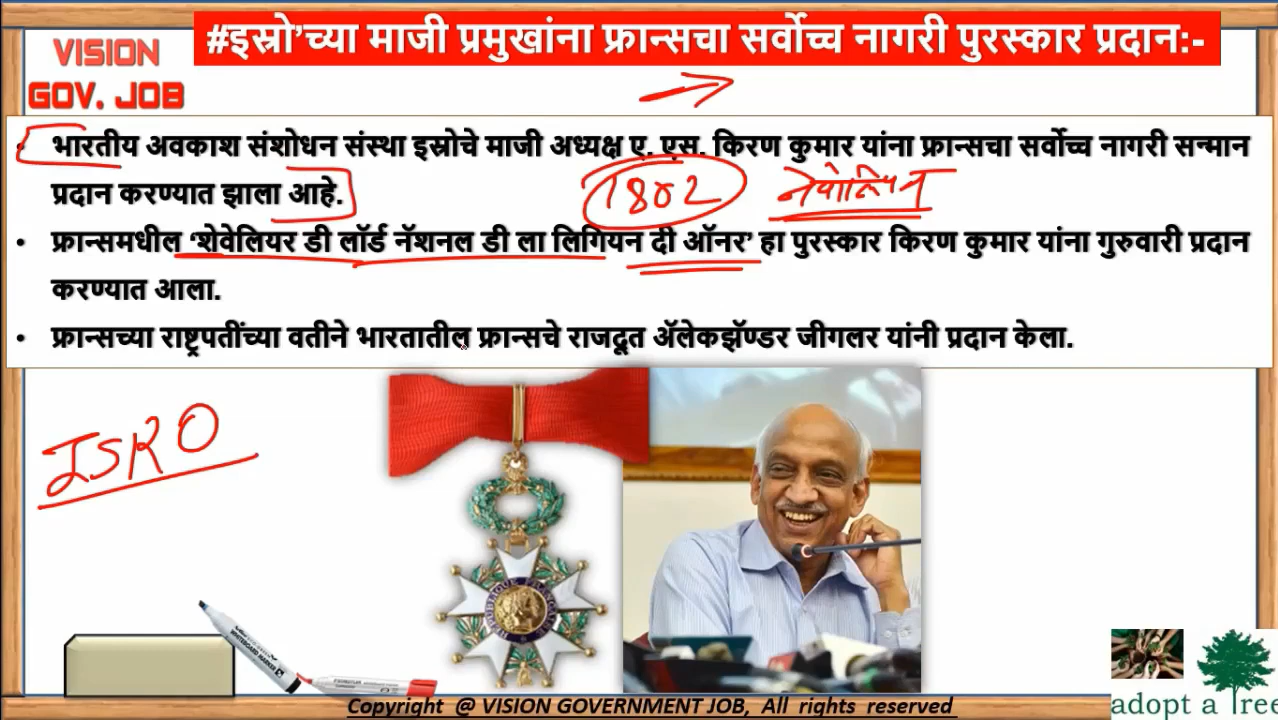 #इस्रो'च्या माजी प्रमुखांना फ्रान्सचा सर्वोच्च नागरी पुरस्कार प्रदान:-
VISION
GOV. JOB
• भारतीय अवकाश संशोधन संस्था इस्रोचे माजी अध्यक्ष ए. एस. किरण कुमार यांना फ्रान्सचा सर्वोच्च नागरी सन्मान
प्रदान करण्यात झाला आहे.
1802 नेपोलियन
• फ्रान्समधील 'शेवेलियर डी लॉर्ड नॅशनल डी ला लिगियन दी ऑनर' हा पुरस्कार किरण कुमार यांना गुरुवारी प्रदान
करण्यात आला.
• फ्रान्सच्या राष्ट्रपतींच्या वतीने भारतातील फ्रान्सचे राजदूत ॲलेकझॅण्डर जीगलर यांनी प्रदान केला.
ISRO
adopt a Tree
Copyright @ VISION GOVERNMENT JOB, All rights reserved